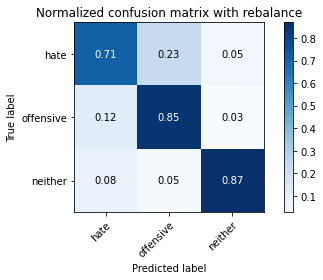 Normalized confusion matrix with rebalance
True label
hate 0.71 0.23 0.05
offensive 0.12 0.85 0.03
neither 0.08 0.05 0.87
hate offensive neither
Predicted label
0.8
0.7
0.6
0.5
0.4
0.3
0.2
0.1